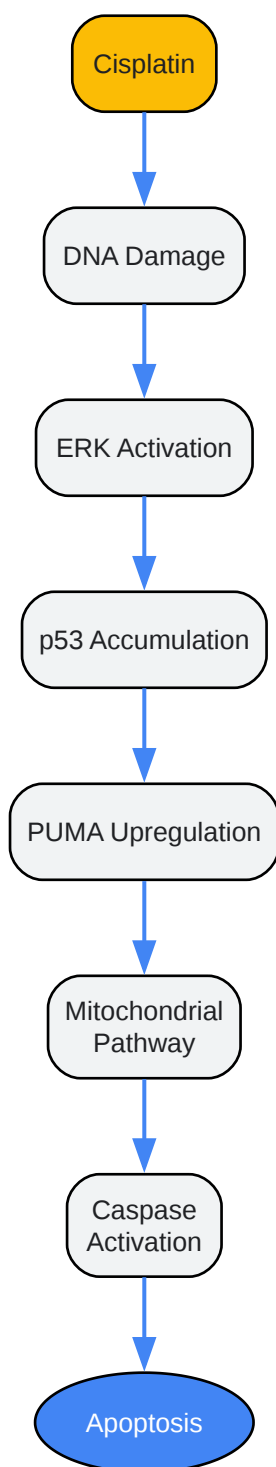 Cisplatin
DNA Damage
ERK Activation
p53 Accumulation
PUMA Upregulation
Mitochondrial
Pathway
Caspase
Activation
Apoptosis